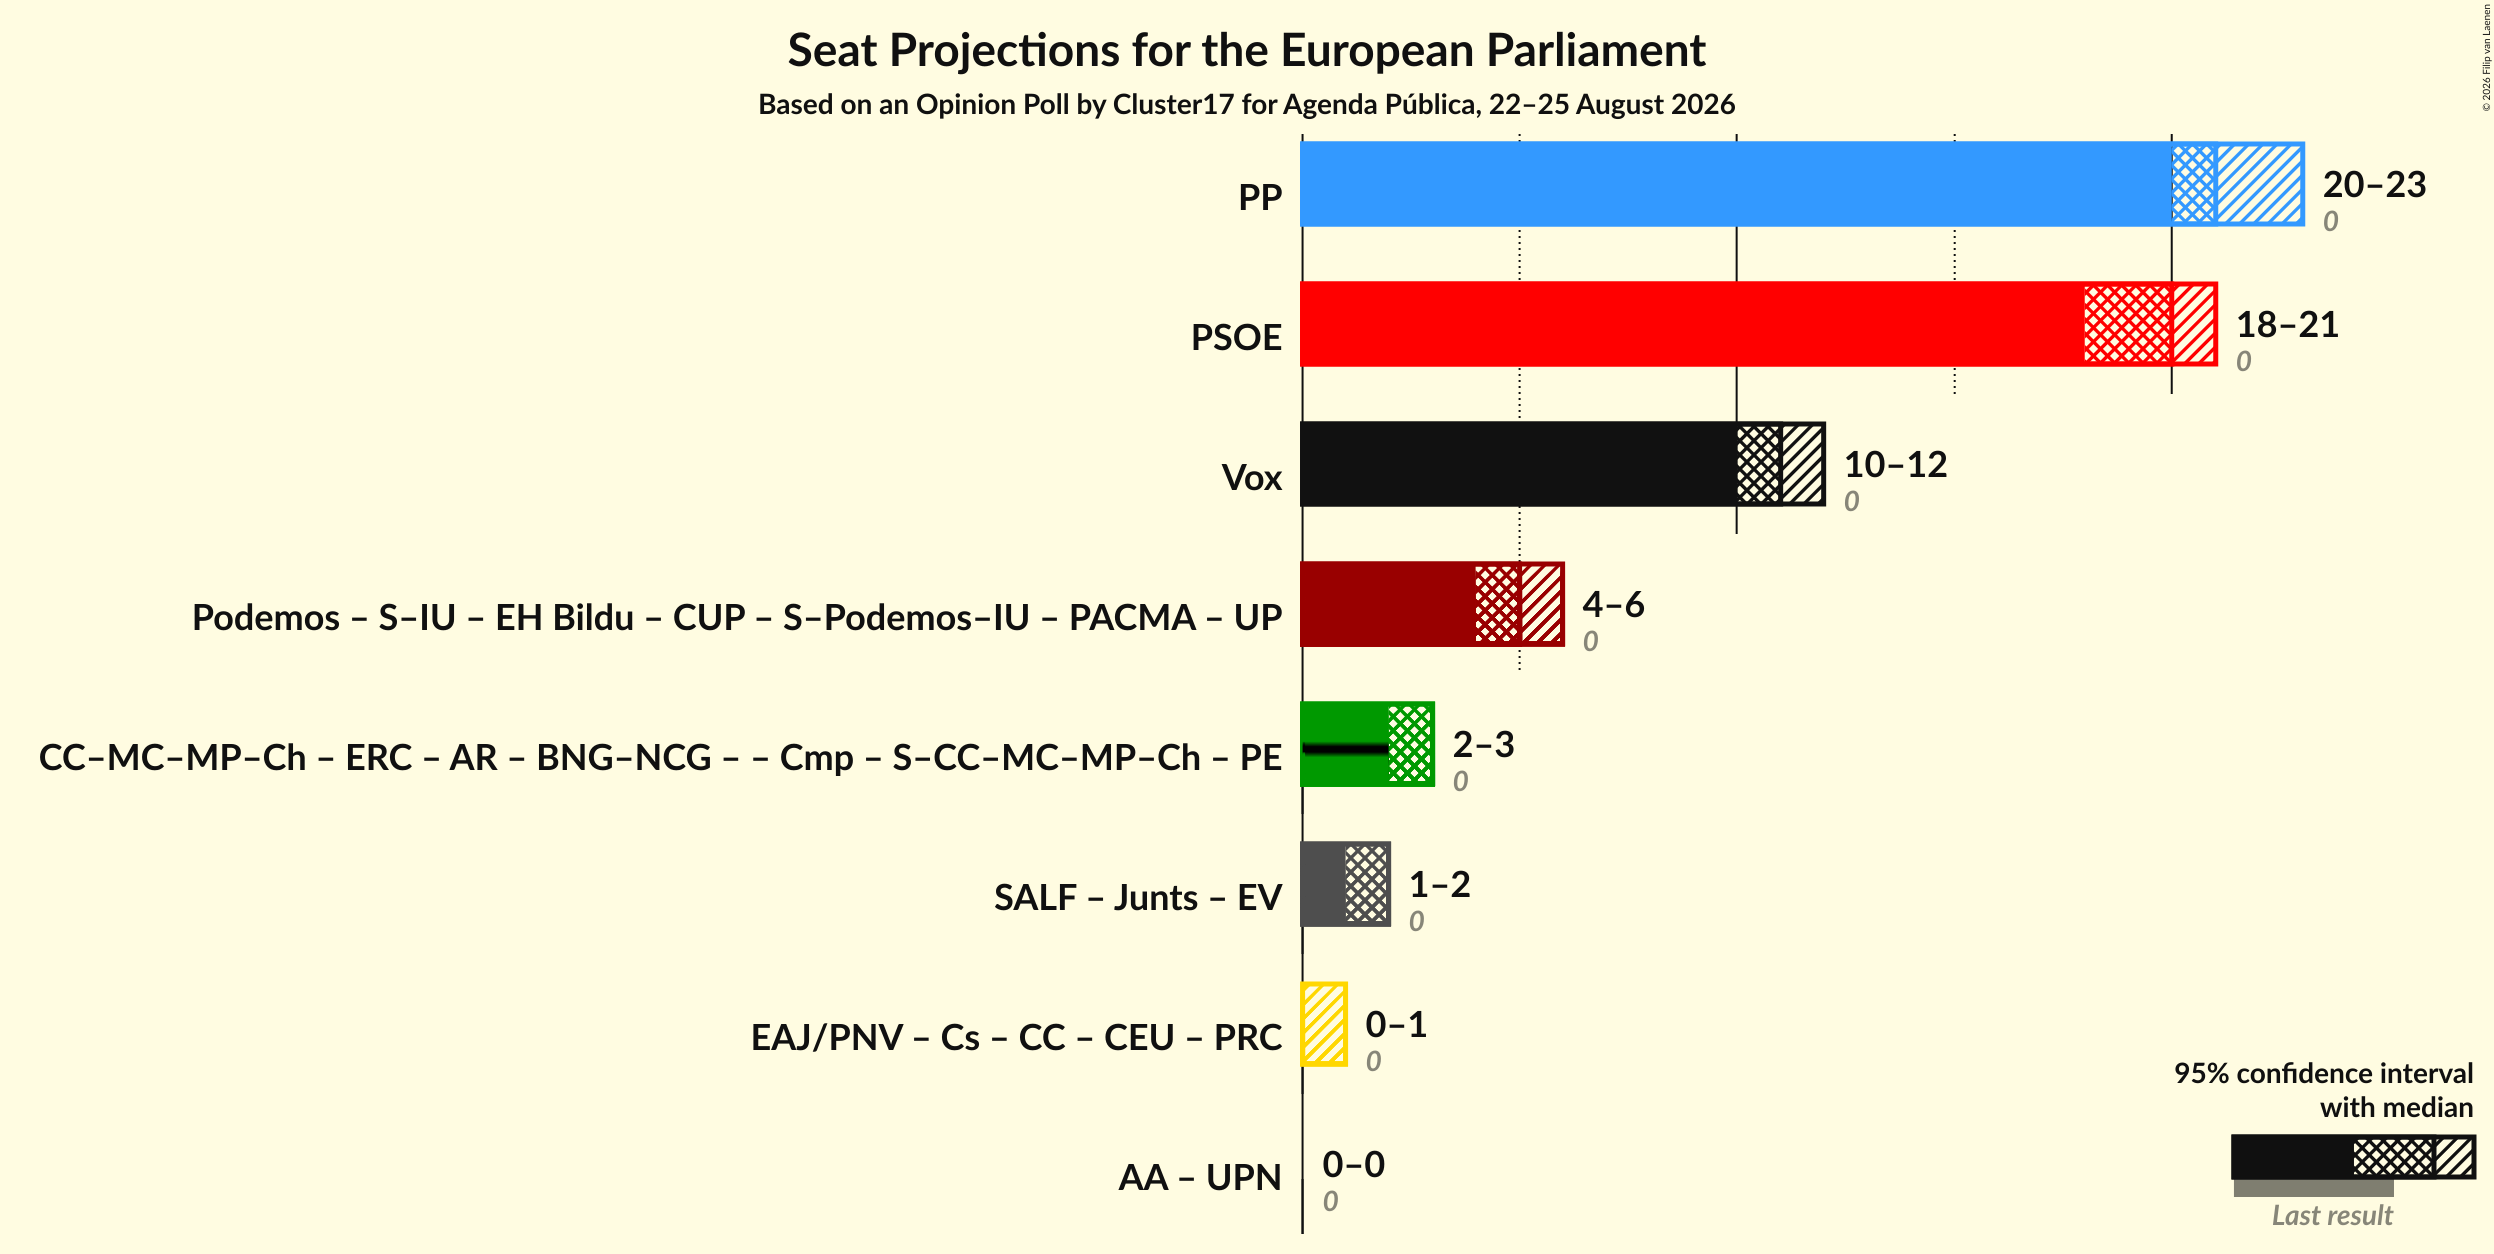 Seat Projections for the European Parliament
Based on an Opinion Poll by Cluster17 for Agenda Pública, 22–25 August 2026
© 2026 Filip van Laenen
PP
20–23
0
PSOE
18–21
0
Vox
10–12
0
Podemos – S–IU – EH Bildu – CUP – S–Podemos–IU – PACMA – UP
4–6
0
CC–MC–MP–Ch – ERC – AR – BNG–NCG – – Cmp – S–CC–MC–MP–Ch – PE
2–3
0
SALF – Junts – EV
1–2
0
EAJ/PNV – Cs – CC – CEU – PRC
0–1
0
AA – UPN
0–0
0
95% confidence interval
with median
Last result